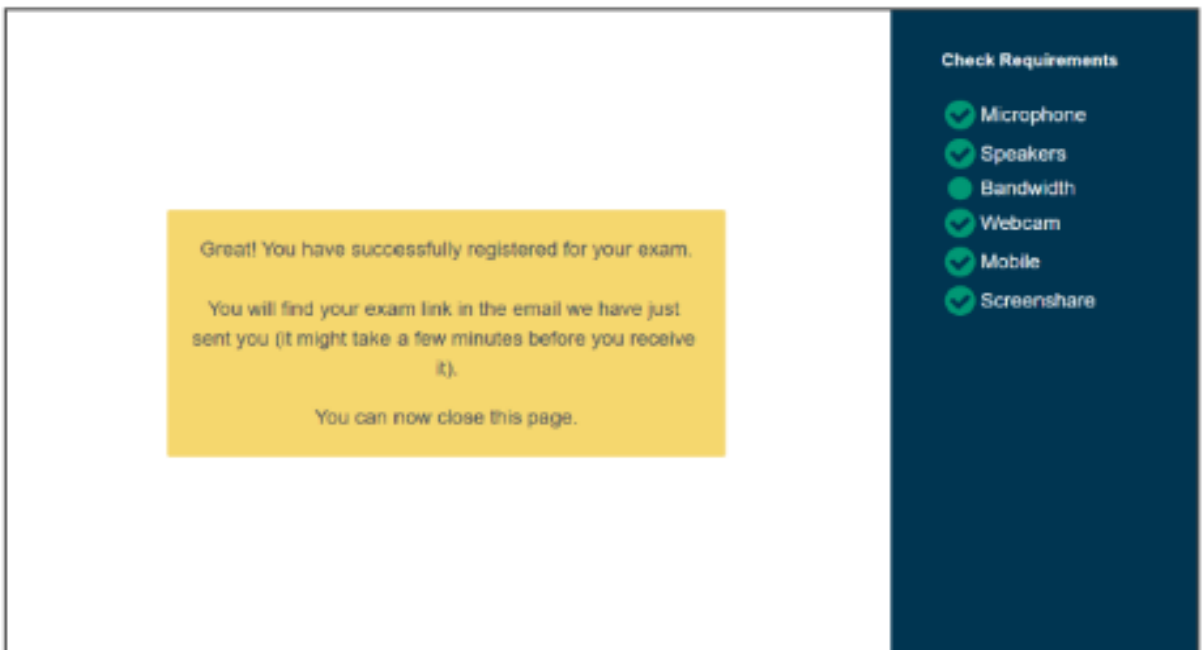 Check Requirements
Microphone
Speakers
Bandwidth
Webcam
Mobile
Screenshare
Great! You have successfully registered for your exam.
You will find your exam link in the email we have just
sent you (it might take a few minutes before you receive
it).
You can now close this page.